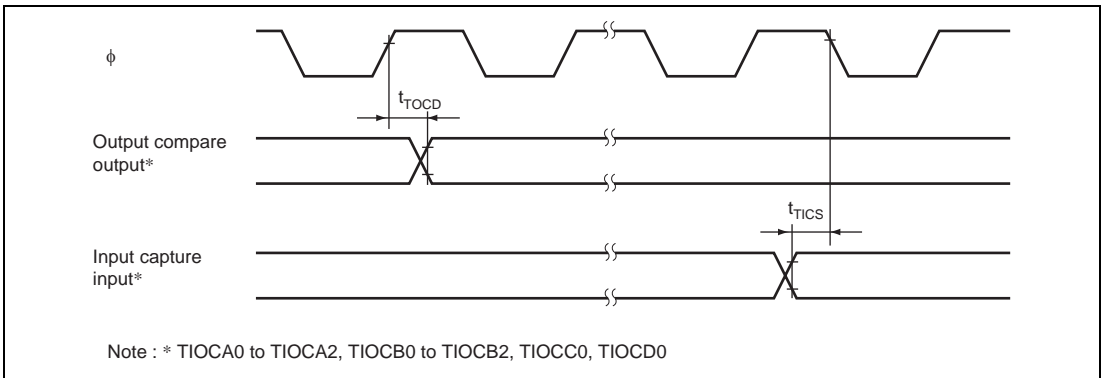 ϕ
tTOCD
Output compare
output*
tTICS
Input capture
input*
Note : * TIOCA0 to TIOCA2, TIOCB0 to TIOCB2, TIOCC0, TIOCD0